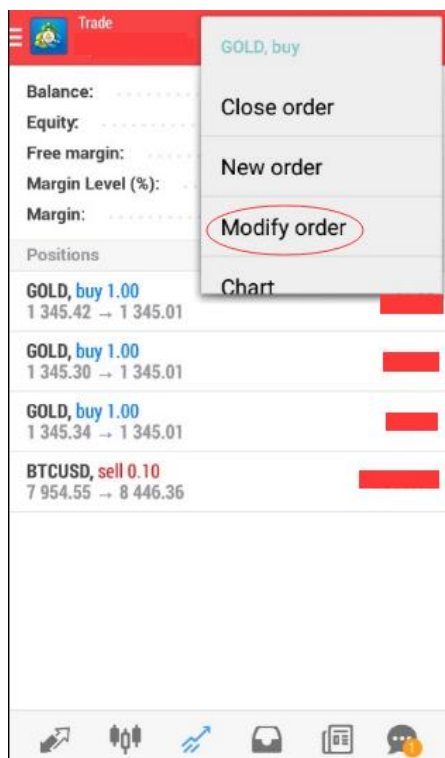 Trade
GOLD, buy
Close order
New order
Modify order
Chart
Balance:
Equity:
Free margin:
Margin Level (%):
Margin:
Positions
GOLD, buy 1.00
1 345.42 → 1 345.01
GOLD, buy 1.00
1 345.30 → 1 345.01
GOLD, buy 1.00
1 345.34 → 1 345.01
BTCUSD, sell 0.10
7 954.55 → 8 446.36
1